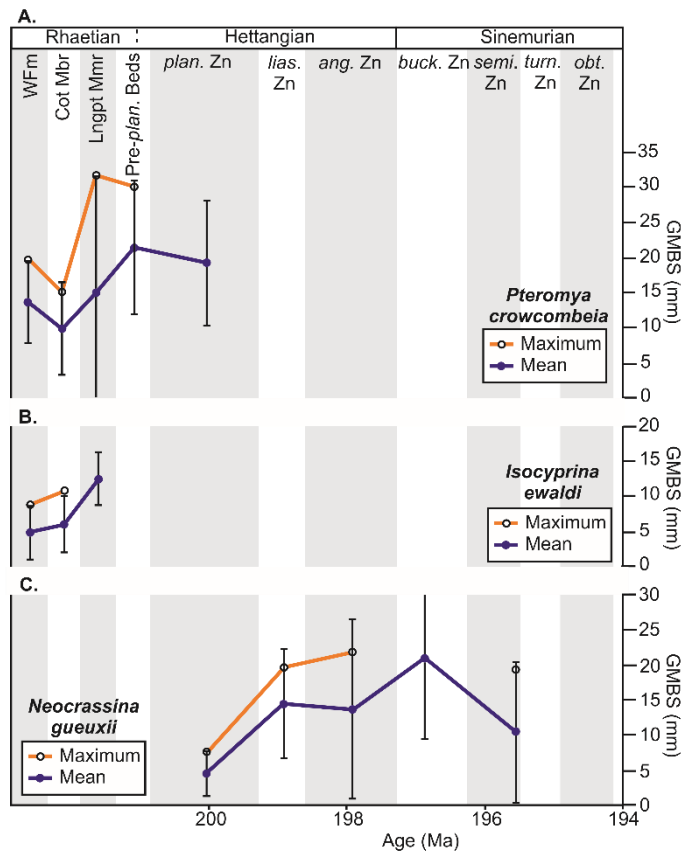 A.
Rhaetian
Hettangian
Sinemurian
WFm
Cot Mbr
Lngpt Mmr
Pre-plan. Beds
plan. Zn
lias.
Zn
ang. Zn
buck. Zn
semi.
Zn
turn.
Zn
obt.
Zn
35
30
25
20
15
10
5
0
GMBS (mm)
Pteromya
crowcombeia
Maximum
Mean
B.
20
15
10
5
0
GMBS (mm)
Isocyprina
ewaldi
Maximum
Mean
C.
30
25
20
15
10
5
0
GMBS (mm)
Neocrassina
gueuxii
Maximum
Mean
200
198
196
194
Age (Ma)